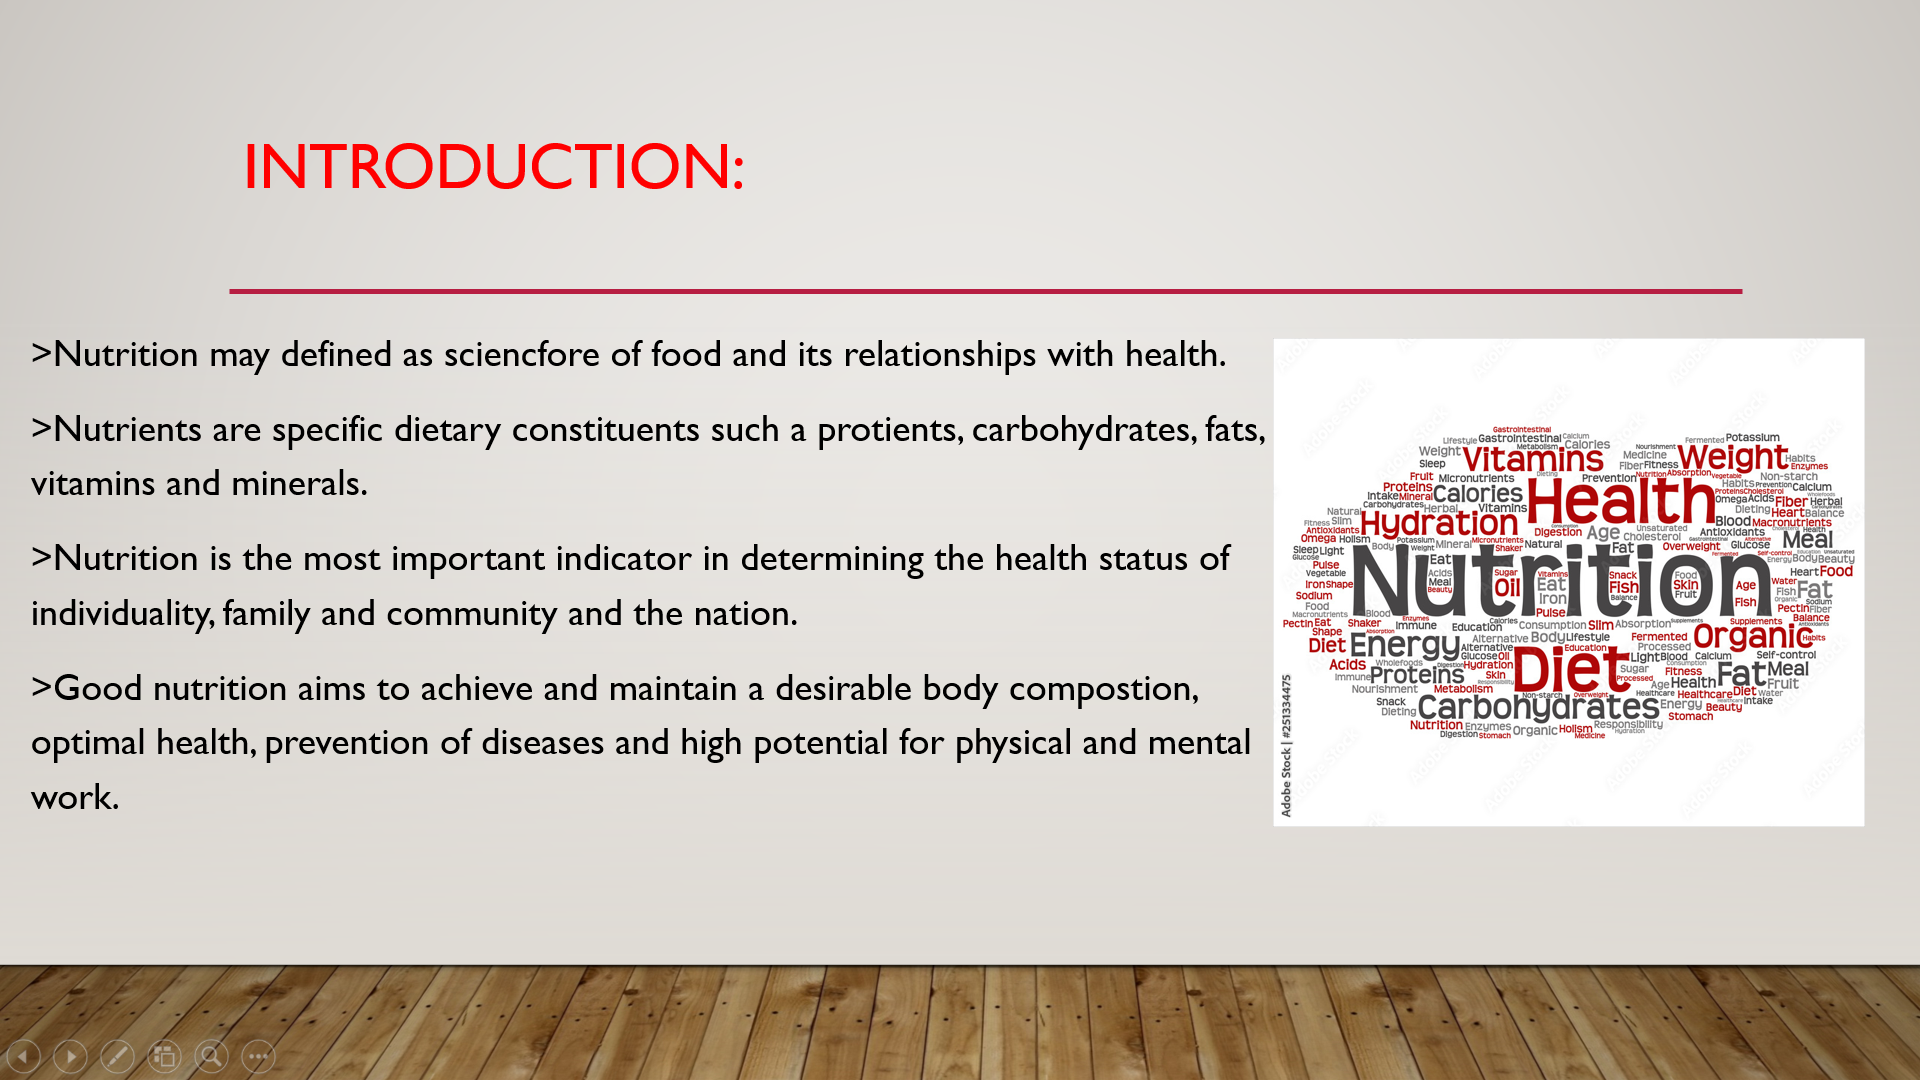 INTRODUCTION:
>Nutrition may defined as sciencfore of food and its relationships with health.
>Nutrients are specific dietary constituents such a protients, carbohydrates, fats,
vitamins and minerals.
>Nutrition is the most important indicator in determining the health status of
individuality, family and community and the nation.
>Good nutrition aims to achieve and maintain a desirable body compostion,
optimal health, prevention of diseases and high potential for physical and mental
work.
Gastrointestinal
Lifestyle Gastrointestinal Calcium Fermented Potassium
Weight Vitamins Calories Medicine Weight Habits
Sleep Fiber Fitness Enzymes
Fruit Micronutrients Prevention Non-starch
Proteins Calories Health Habits Calcium
Intake Mineral Omega Acids Fiber Herbal
Herbal Vitamins Dieting Heart Balance
Natural Hydration Blood Macronutrients
Fitness Slim
Antioxidants Digestion Age Unsaturated Antioxidants Meal
Omega Holism Cholesterol
Body Mineral Shaker Natural Fat Overweight Glucose
Sleep Light Nutrition Eat Energy Body Beauty
Pulse Heart Food
Vegetable Acids Sugar Vitamins Snack Food
Iron Shape Meal Oil Eat Fish Skin Age Water Fat
Sodium Beauty Iron Balance Fruit Fish
Food Fish Pectin Fiber
Macronutrients Blood Pulse Balance
Pectin Eat Shaker Immune Education Consumption Slim Absorption Supplements
Shape Organic Habits
Diet Energy Alternative Body Lifestyle Fermented
Alternative Education Processed
Acids Wholefoods Glucose Oil Diet Light Blood Calcium Self-control
Immune Proteins Hydration Sugar Fitness Fat Meal
Nourishment Metabolism Skin Processed Age Health Fruit
Snack Carbohydrates Healthcare Healthcare Diet Water
Dieting Energy Beauty Intake
Nutrition Enzymes Organic Holism Responsibility Stomach
Digestion Stomach Medicine Hydration
Adobe Stock | #251334475